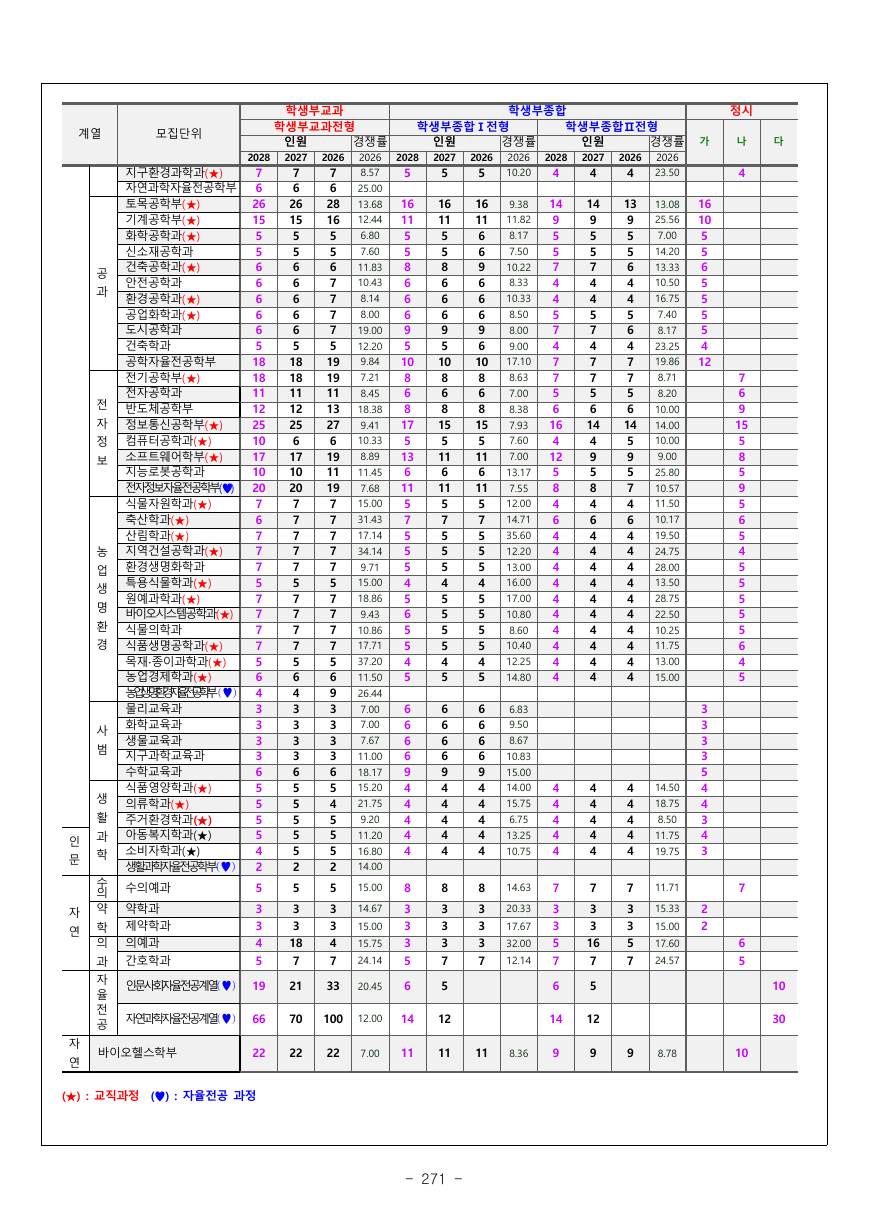 계열 모집단위 학생부교과 학생부종합 정시
학생부교과전형 학생부종합Ⅰ전형 학생부종합Ⅱ전형 가 나 다
인원 경쟁률 인원 경쟁률 인원 경쟁률
2028 2027 2026 2026 2028 2027 2026 2026 2028 2027 2026 2026
지구환경과학과(★) 7 7 7 8.57 5 5 5 10.20 4 4 4 23.50 4
자연과학자율전공학부 6 6 6 25.00
공과
토목공학부(★) 26 26 28 13.68 16 16 16 9.38 14 14 13 13.08 16
기계공학부(★) 15 15 16 12.44 11 11 11 11.82 9 9 9 25.56 10
화학공학과(★) 5 5 5 6.80 5 5 6 8.17 5 5 5 7.00 5
신소재공학과 5 5 5 7.60 5 5 6 7.50 5 5 5 14.20 5
건축공학과(★) 6 6 6 11.83 8 8 9 10.22 7 7 6 13.33 6
안전공학과 6 6 7 10.43 6 6 6 8.33 4 4 4 10.50 5
환경공학과(★) 6 6 7 8.14 6 6 6 10.33 4 4 4 16.75 5
공업화학과(★) 6 6 7 8.00 6 6 6 8.50 5 5 5 7.40 5
도시공학과 6 6 7 19.00 9 9 9 8.00 7 7 6 8.17 5
건축학과 5 5 5 12.20 5 5 6 9.00 4 4 4 23.25 4
공학자율전공학부 18 18 19 9.84 10 10 10 17.10 7 7 7 19.86 12
전자정보
전기공학부(★) 18 18 19 7.21 8 8 8 8.63 7 7 7 8.71 7
전자공학과 11 11 11 8.45 6 6 6 7.00 5 5 5 8.20 6
반도체공학부 12 12 13 18.38 8 8 8 8.38 6 6 6 10.00 9
정보통신공학부(★) 25 25 27 9.41 17 15 15 7.93 16 14 14 14.00 15
컴퓨터공학과(★) 10 6 6 10.33 5 5 5 7.60 4 4 5 10.00 5
소프트웨어학부(★) 17 17 19 8.89 13 11 11 7.00 12 9 9 9.00 8
지능로봇공학과 10 10 11 11.45 6 6 6 13.17 5 5 5 25.80 5
전자정보자율전공학부(♥) 20 20 19 7.68 11 11 11 7.55 8 8 7 10.57 9
농업생명환경
식물자원학과(★) 7 7 7 15.00 5 5 5 12.00 4 4 4 11.50 5
축산학과(★) 6 7 7 31.43 7 7 7 14.71 6 6 6 10.17 6
산림학과(★) 7 7 7 17.14 5 5 5 35.60 4 4 4 19.50 5
지역건설공학과(★) 7 7 7 34.14 5 5 5 12.20 4 4 4 24.75 4
환경생명화학과 7 7 7 9.71 5 5 5 13.00 4 4 4 28.00 5
특용식물학과(★) 5 5 5 15.00 4 4 4 16.00 4 4 4 13.50 5
원예과학과(★) 7 7 7 18.86 5 5 5 17.00 4 4 4 28.75 5
바이오시스템공학과(★) 7 7 7 9.43 6 5 5 10.80 4 4 4 22.50 5
식물의학과 7 7 7 10.86 5 5 5 8.60 4 4 4 10.25 5
식품생명공학과(★) 7 7 7 17.71 5 5 5 10.40 4 4 4 11.75 6
목재·종이과학과(★) 5 5 5 37.20 4 4 4 12.25 4 4 4 13.00 4
농업경제학과(★) 6 6 6 11.50 5 5 5 14.80 4 4 4 15.00 5
농업생명환경자율전공학부(♥) 4 4 9 26.44
사범
물리교육과 3 3 3 7.00 6 6 6 6.83 3
화학교육과 3 3 3 7.00 6 6 6 9.50 3
생물교육과 3 3 3 7.67 6 6 6 8.67 3
지구과학교육과 3 3 3 11.00 6 6 6 10.83 3
수학교육과 6 6 6 18.17 9 9 9 15.00 5
생활과학
식품영양학과(★) 5 5 5 15.20 4 4 4 14.00 4 4 4 14.50 4
의류학과(★) 5 5 4 21.75 4 4 4 15.75 4 4 4 18.75 4
주거환경학과(★) 5 5 5 9.20 4 4 4 6.75 4 4 4 8.50 3
인문
아동복지학과(★) 5 5 5 11.20 4 4 4 13.25 4 4 4 11.75 4
소비자학과(★) 4 5 5 16.80 4 4 4 10.75 4 4 4 19.75 3
생활과학자율전공학부(♥) 2 2 2 14.00
자연
수의 수의예과 5 5 5 15.00 8 8 8 14.63 7 7 7 11.71 7
약학
약학과 3 3 3 14.67 3 3 3 20.33 3 3 3 15.33 2
제약학과 3 3 3 15.00 3 3 3 17.67 3 3 3 15.00 2
의과
의예과 4 18 4 15.75 3 3 3 32.00 5 16 5 17.60 6
간호학과 5 7 7 24.14 5 7 7 12.14 7 7 7 24.57 5
자율전공
인문사회자율전공계열(♥) 19 21 33 20.45 6 5 6 5 10
자연과학자율전공계열(♥) 66 70 100 12.00 14 12 14 12 30
자연 바이오헬스학부 22 22 22 7.00 11 11 11 8.36 9 9 9 8.78 10
(★) : 교직과정 (♥) : 자율전공 과정
- 271 -